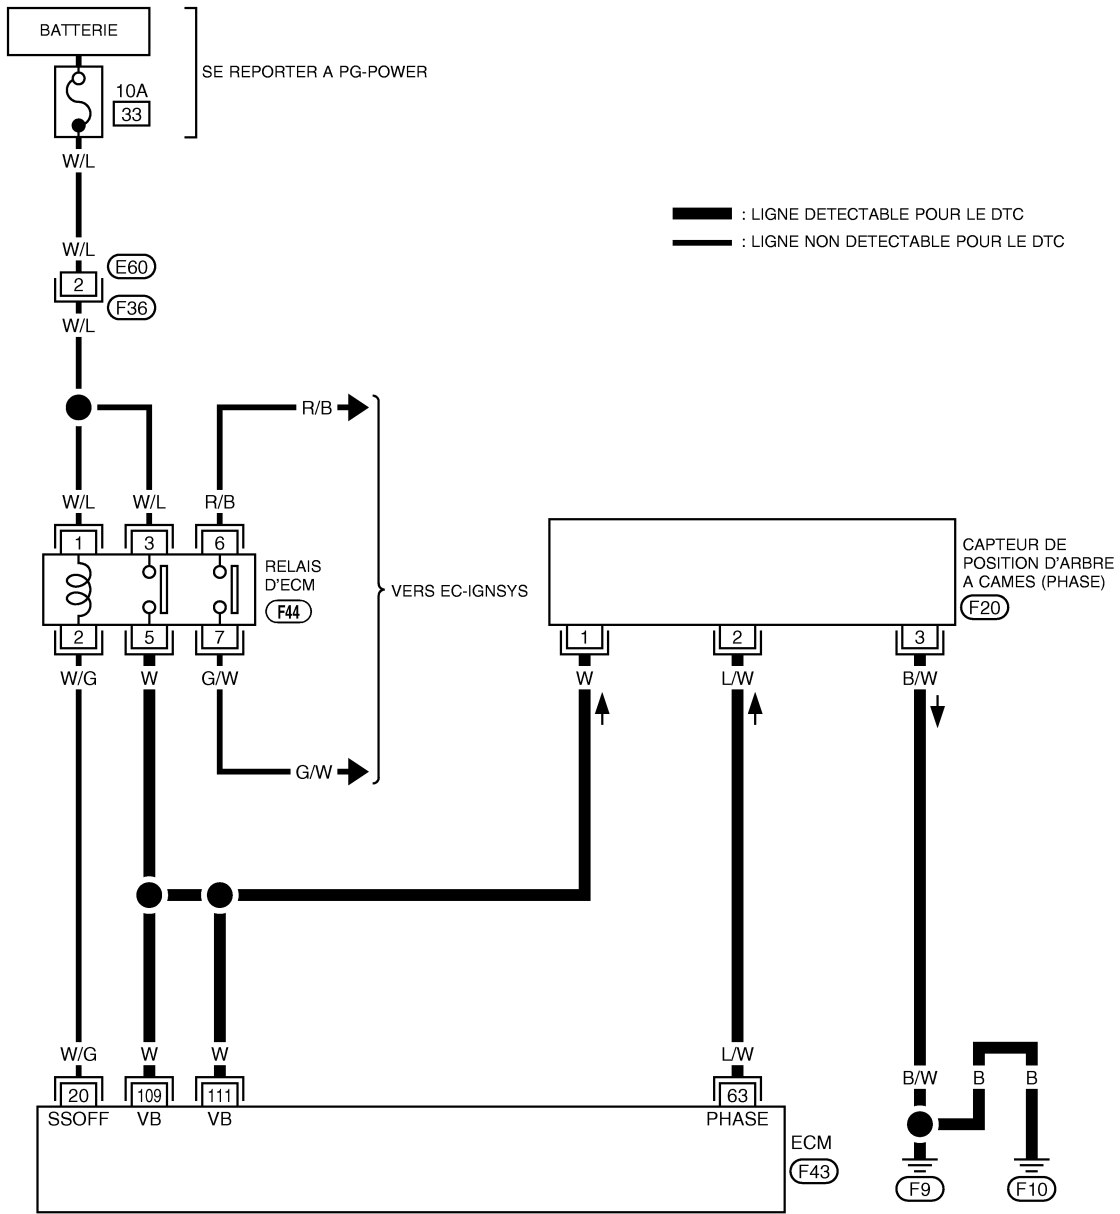 BATTERIE
SE REPORTER A PG-POWER
10A
33
W/L
: LIGNE DETECTABLE POUR LE DTC
: LIGNE NON DETECTABLE POUR LE DTC
W/L
E60
2
F36
W/L
R/B
W/L W/L R/B
1 3 6
RELAIS
D'ECM
F44
VERS EC-IGNSYS
CAPTEUR DE
POSITION D'ARBRE
A CAMES (PHASE)
F20
2 5 7
1 2 3
W/G W G/W
W L/W B/W
G/W
W/G W W L/W
B/W B B
20 109 111 63
SSOFF VB VB PHASE
ECM
F43
F9 F10